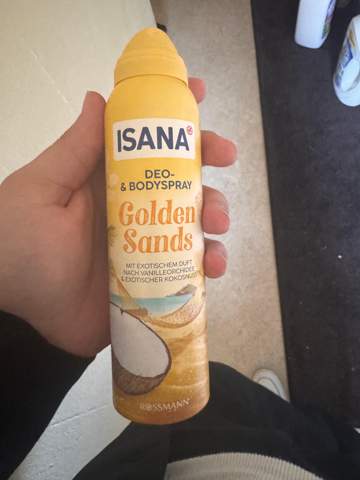 ISANA
DEO-
& BODYSPRAY
Golden
Sands
MIT EXOTISCHEM DUFT
NACH VANILLEORCHIDEE
& EXOTISCHER KOKOSNUSS
ROSSMANN